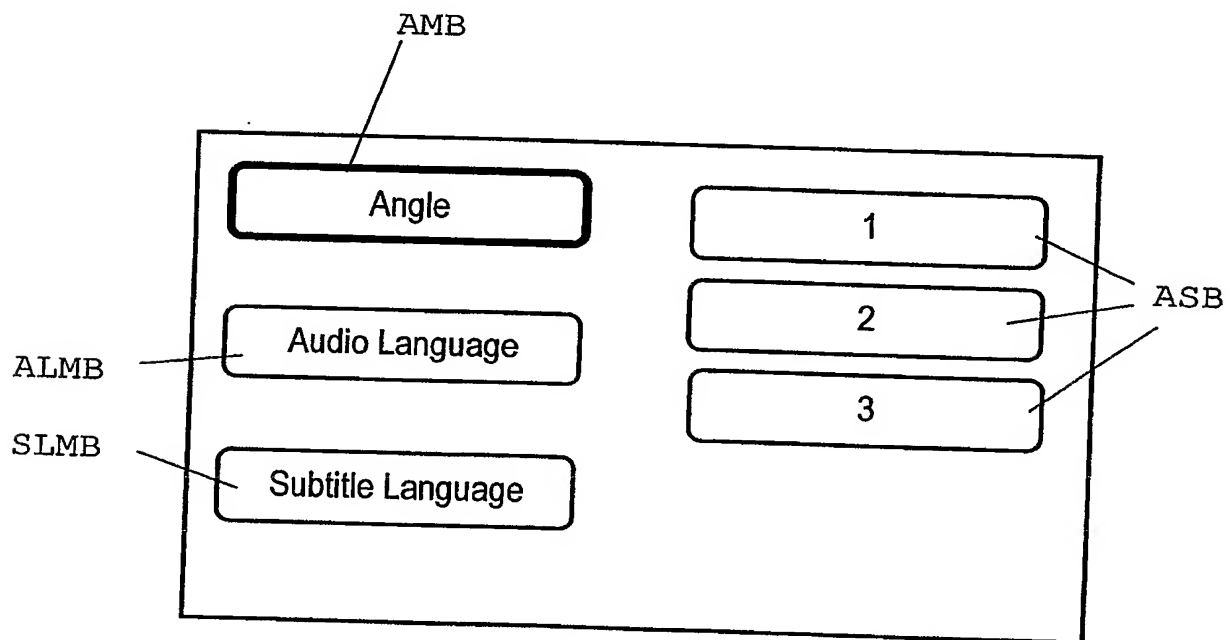 AMB
Angle
1
ASB
2
Audio Language
ALMB
3
SLMB
Subtitle Language